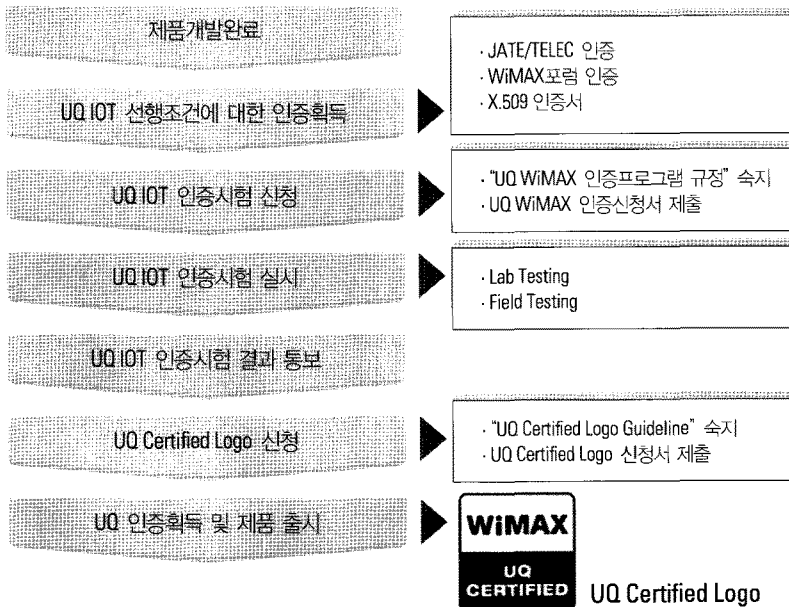 제품개발완료
UQ IOT 선행조건에 대한 인증획득
· JATE/TELEC 인증
· WiMAX포럼 인증
· X.509 인증서
UQ IOT 인증시험 신청
· “UQ WiMAX 인증프로그램 규정” 숙지
· UQ WiMAX 인증신청서 제출
UQ IOT 인증시험 실시
· Lab Testing
· Field Testing
UQ IOT 인증시험 결과 통보
UQ Certified Logo 신청
· “UQ Certified Logo Guideline” 숙지
· UQ Certified Logo 신청서 제출
UQ 인증획득 및 제품 출시
WiMAX
UQ
CERTIFIED
UQ Certified Logo